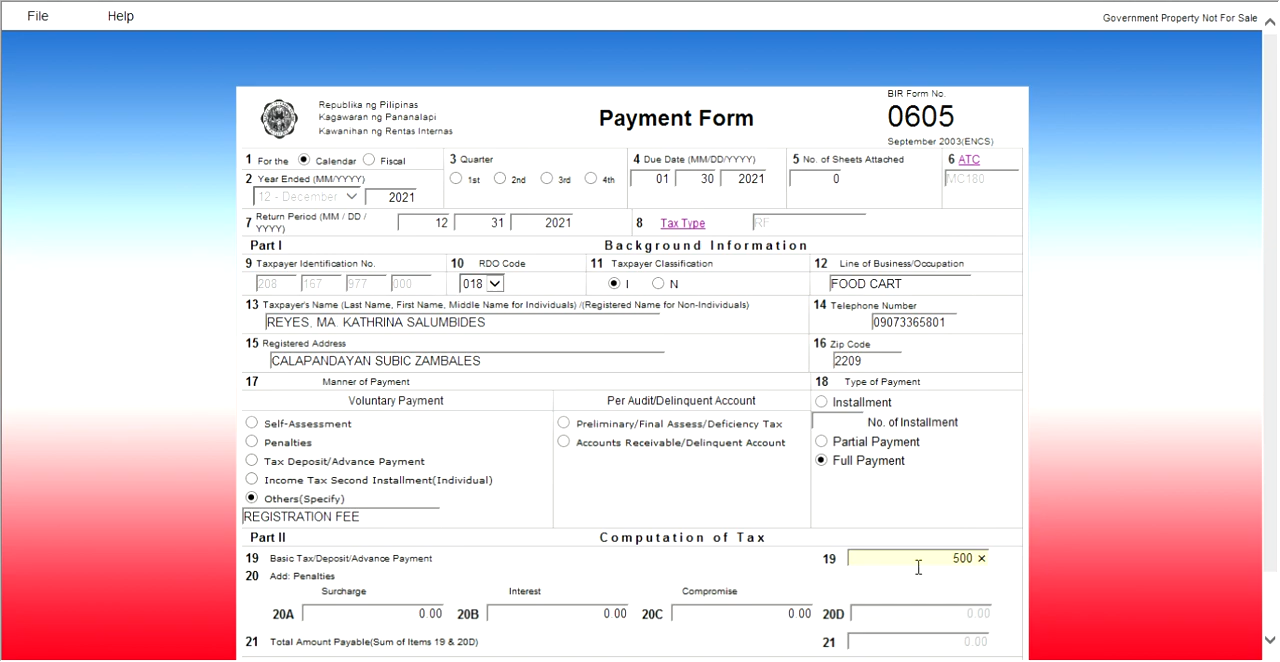 File Help Government Property Not For Sale
Republika ng Pilipinas
Kagawaran ng Pananalapi
Kawanihan ng Rentas Internas
Payment Form
BIR Form No.
0605
September 2003(ENCS)
1 For the Calendar Fiscal
2 Year Ended (MM/YYYY)
12 - December 2021
3 Quarter
1st 2nd 3rd 4th
4 Due Date (MM/DD/YYYY)
01 30 2021
5 No. of Sheets Attached
0
6 ATC
MC180
7 Return Period (MM / DD / YYYY) 12 31 2021
8 Tax Type RF
Part I Background Information
9 Taxpayer Identification No.
208 167 977 000
10 RDO Code
018
11 Taxpayer Classification
I N
12 Line of Business/Occupation
FOOD CART
13 Taxpayer's Name (Last Name, First Name, Middle Name for Individuals) /(Registered Name for Non-Individuals)
REYES, MA. KATHRINA SALUMBIDES
14 Telephone Number
09073365801
15 Registered Address
CALAPANDAYAN SUBIC ZAMBALES
16 Zip Code
2209
17 Manner of Payment
18 Type of Payment
Voluntary Payment
Per Audit/Delinquent Account
Self-Assessment
Penalties
Tax Deposit/Advance Payment
Income Tax Second Installment(Individual)
Others(Specify)
REGISTRATION FEE
Preliminary/Final Assess/Deficiency Tax
Accounts Receivable/Delinquent Account
Installment
No. of Installment
Partial Payment
Full Payment
Part II Computation of Tax
19 Basic Tax/Deposit/Advance Payment 19 500 ×
20 Add: Penalties
Surcharge Interest Compromise
20A 0.00 20B 0.00 20C 0.00 20D 0.00
21 Total Amount Payable(Sum of Items 19 & 20D) 21 0.00